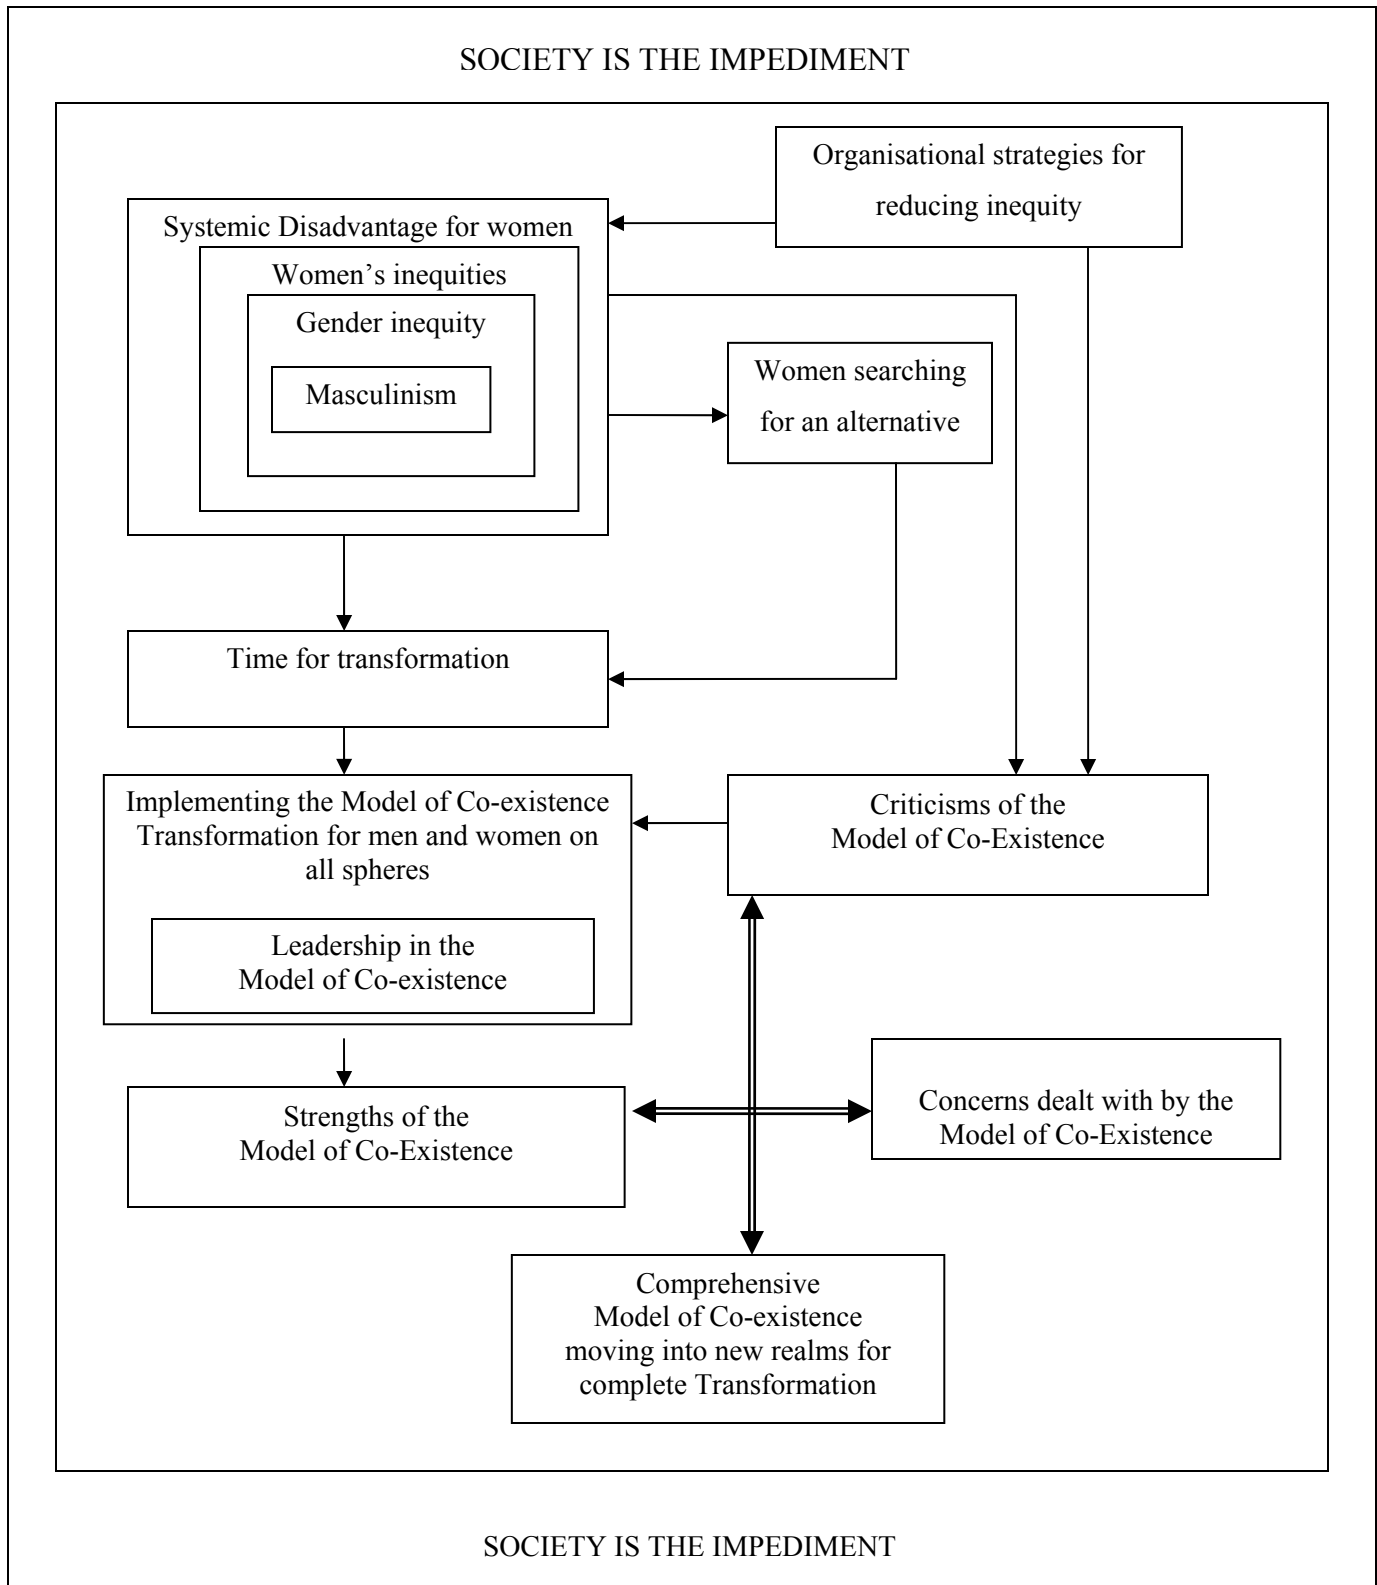 SOCIETY IS THE IMPEDIMENT
Organisational strategies for
reducing inequity
Systemic Disadvantage for women
Women’s inequities
Gender inequity
Masculinism
Women searching
for an alternative
Time for transformation
Implementing the Model of Co-existence
Transformation for men and women on
all spheres
Leadership in the
Model of Co-existence
Criticisms of the
Model of Co-Existence
Strengths of the
Model of Co-Existence
Concerns dealt with by the
Model of Co-Existence
Comprehensive
Model of Co-existence
moving into new realms for
complete Transformation
SOCIETY IS THE IMPEDIMENT